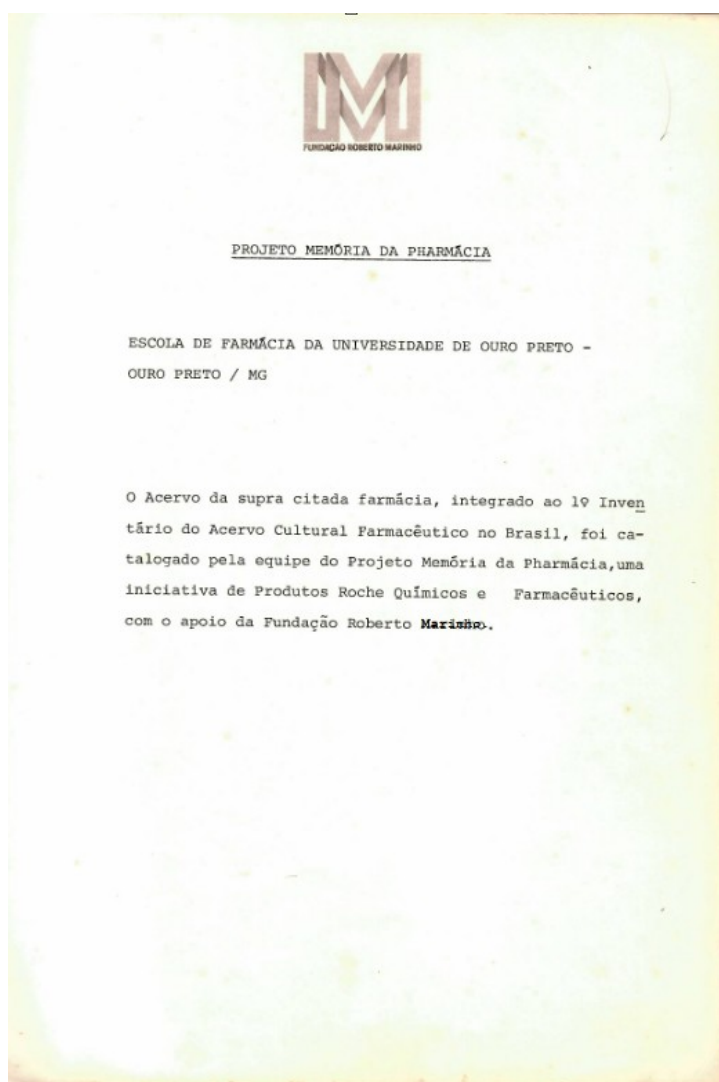 FUNDAÇÃO ROBERTO MARINHO
PROJETO MEMÓRIA DA PHARMÁCIA
ESCOLA DE FARMÁCIA DA UNIVERSIDADE DE OURO PRETO -
OURO PRETO / MG
O Acervo da supra citada farmácia, integrado ao 1º Inven
tário do Acervo Cultural Farmacêutico no Brasil, foi ca-
talogado pela equipe do Projeto Memória da Pharmácia,uma
iniciativa de Produtos Roche Químicos e Farmacêuticos,
com o apoio da Fundação Roberto Marinho.